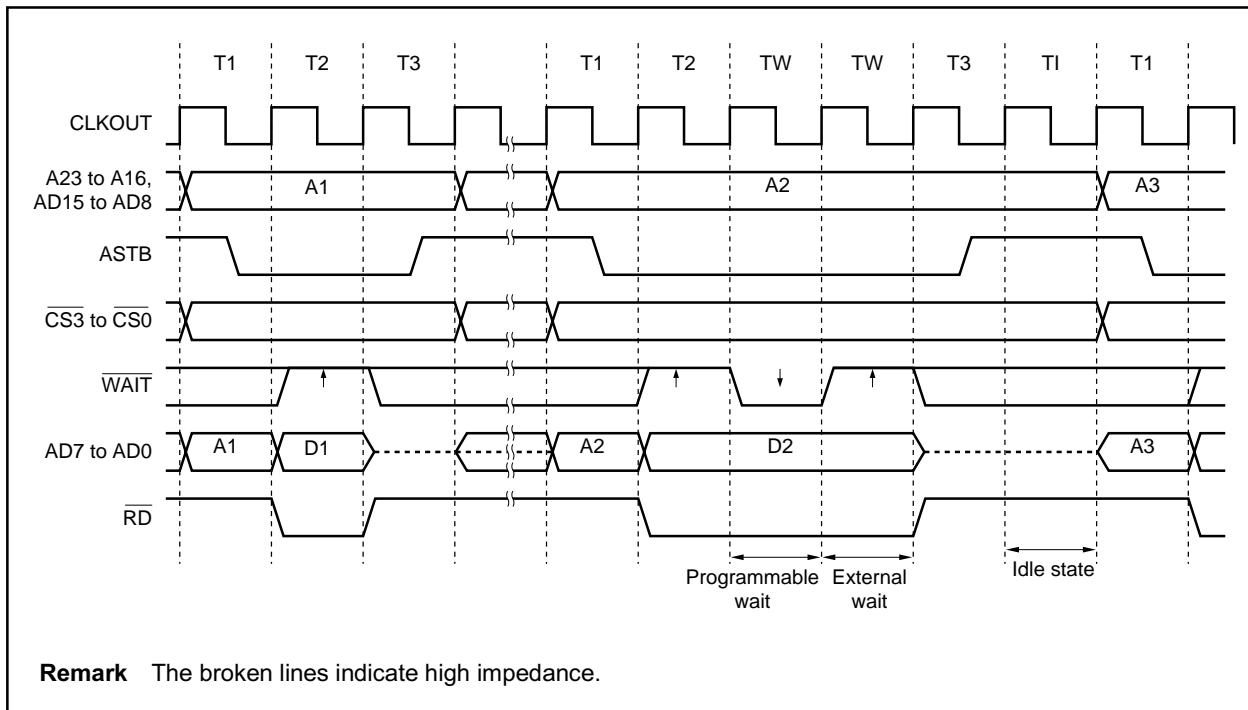 T1 T2 T3 T1 T2 TW TW T3 TI T1
CLKOUT
A23 to A16,
AD15 to AD8
A1 A2 A3
ASTB
CS3 to CS0
WAIT
AD7 to AD0
A1 D1 A2 D2 A3
RD
Programmable
wait
External
wait
Idle state
Remark The broken lines indicate high impedance.